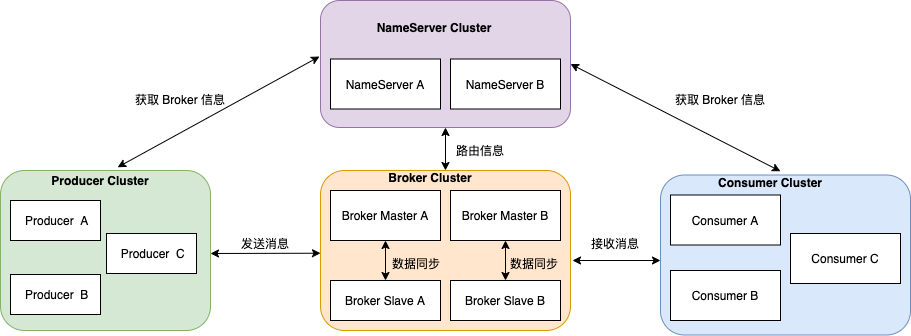 NameServer Cluster
NameServer A
NameServer B
获取 Broker 信息
获取 Broker 信息
路由信息
Producer Cluster
Producer A
Producer C
Producer B
发送消息
Broker Cluster
Broker Master A
Broker Master B
数据同步
数据同步
Broker Slave A
Broker Slave B
接收消息
Consumer Cluster
Consumer A
Consumer C
Consumer B